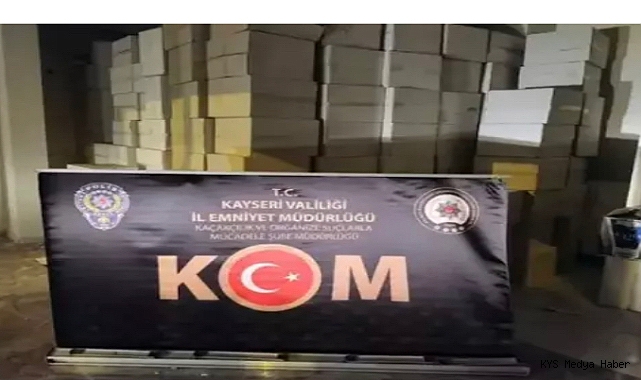 T.C.
KAYSERİ VALİLİĞİ
İL EMNİYET MÜDÜRLÜĞÜ
KAÇAKÇILIK VE ORGANİZE SUÇLARLA
MÜCADELE ŞUBE MÜDÜRLÜĞÜ
POLİS
KOM
KYS Medya Haber